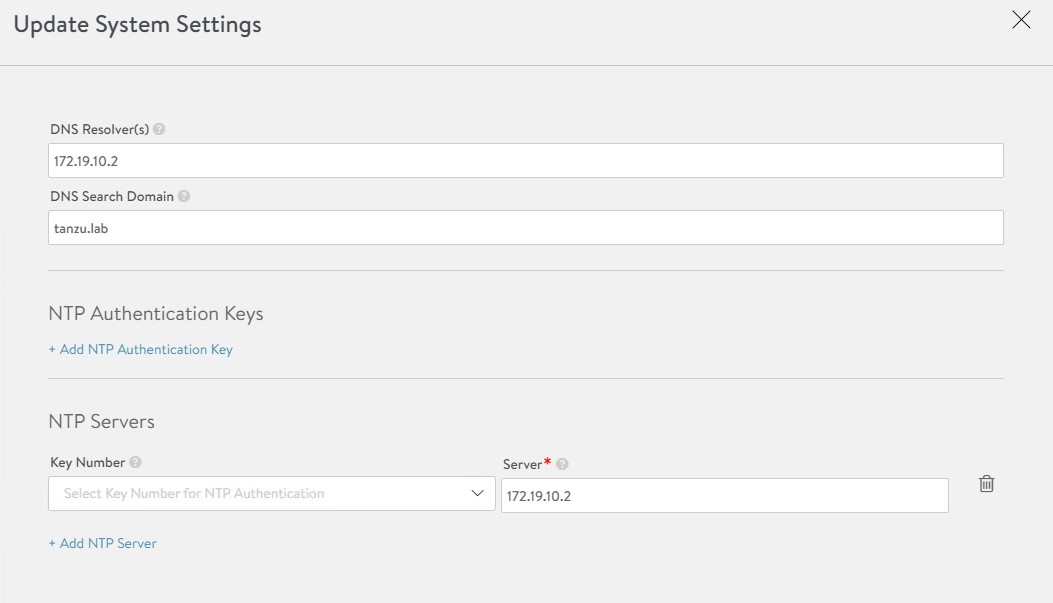 Update System Settings
DNS Resolver(s) ?
172.19.10.2
DNS Search Domain ?
tanzu.lab
NTP Authentication Keys
+ Add NTP Authentication Key
NTP Servers
Key Number ? Server* ?
Select Key Number for NTP Authentication 172.19.10.2
+ Add NTP Server